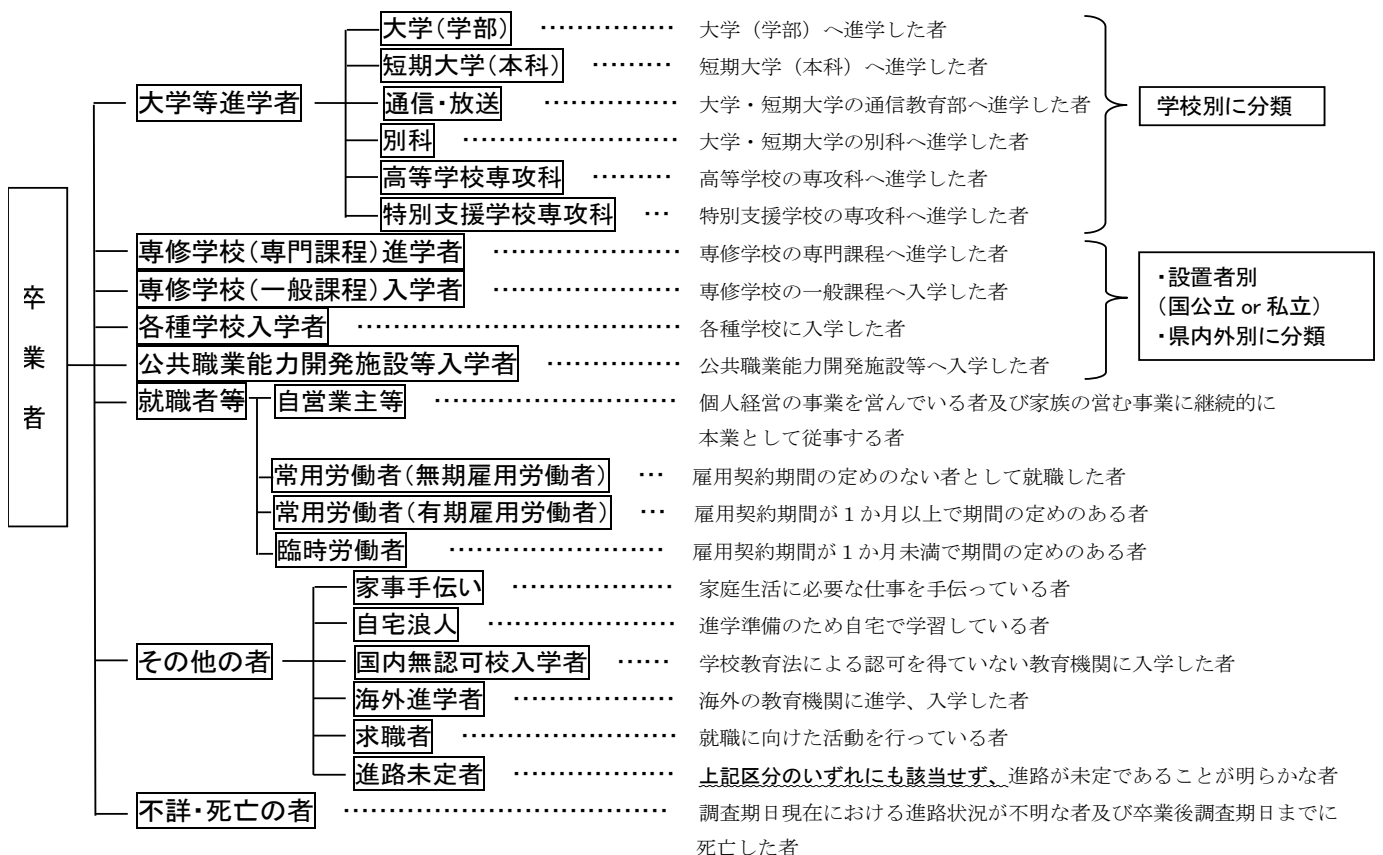 大学(学部) …………… 大学（学部）へ進学した者
短期大学(本科) ……… 短期大学（本科）へ進学した者
大学等進学者 通信・放送 …………… 大学・短期大学の通信教育部へ進学した者 学校別に分類
別科 …………………… 大学・短期大学の別科へ進学した者
高等学校専攻科 ……… 高等学校の専攻科へ進学した者
特別支援学校専攻科 … 特別支援学校の専攻科へ進学した者
専修学校(専門課程)進学者 ………………… 専修学校の専門課程へ進学した者
専修学校(一般課程)入学者 ………………… 専修学校の一般課程へ入学した者
各種学校入学者 ……………………………… 各種学校に入学した者
公共職業能力開発施設等入学者 …………… 公共職業能力開発施設等へ入学した者
・設置者別
(国公立 or 私立)
・県内外別に分類
卒業者
就職者等 自営業主等 ……………………… 個人経営の事業を営んでいる者及び家族の営む事業に継続的に
本業として従事する者
常用労働者(無期雇用労働者) … 雇用契約期間の定めのない者として就職した者
常用労働者(有期雇用労働者) … 雇用契約期間が１か月以上で期間の定めのある者
臨時労働者 …………………… 雇用契約期間が１か月未満で期間の定めのある者
家事手伝い ……………… 家庭生活に必要な仕事を手伝っている者
自宅浪人 ………………… 進学準備のため自宅で学習している者
その他の者 国内無認可校入学者 …… 学校教育法による認可を得ていない教育機関に入学した者
海外進学者 ……………… 海外の教育機関に進学、入学した者
求職者 …………………… 就職に向けた活動を行っている者
進路未定者 ……………… 上記区分のいずれにも該当せず、進路が未定であることが明らかな者
不詳・死亡の者 ……………………………… 調査期日現在における進路状況が不明な者及び卒業後調査期日までに
死亡した者